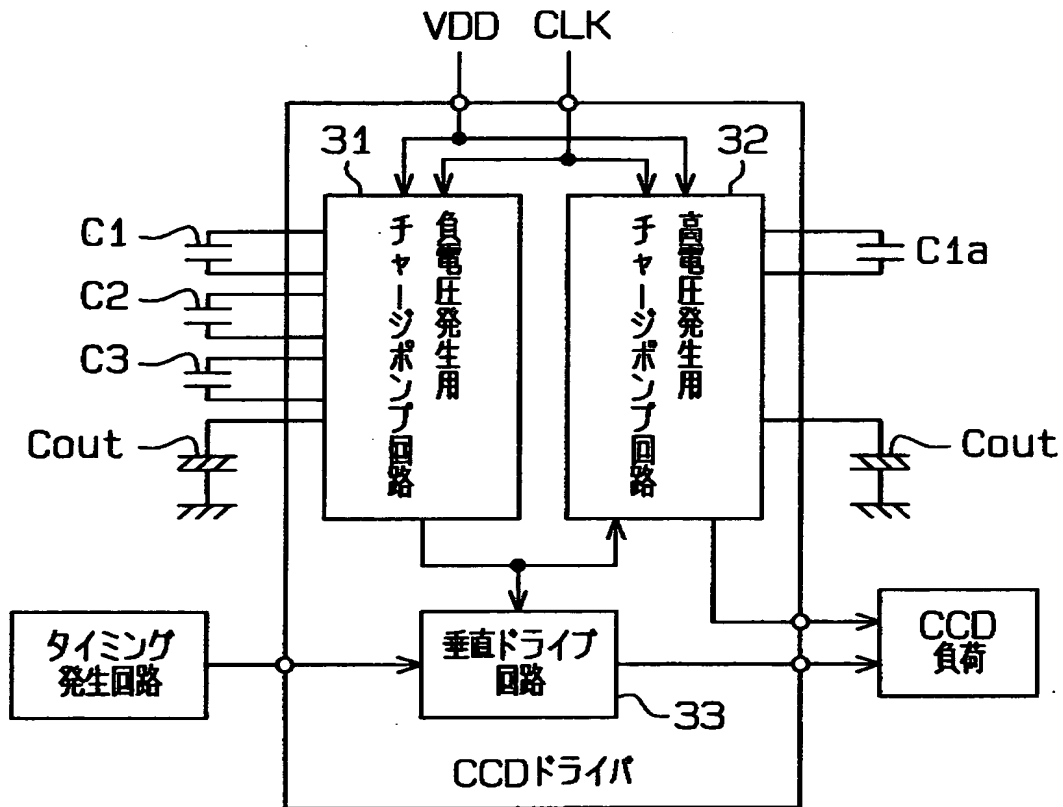 VDD CLK
31
32
負電圧発生用
チャージポンプ回路
高電圧発生用
チャージポンプ回路
C1
C2
C3
Cout
C1a
Cout
タイミング
発生回路
垂直ドライブ
回路
33
CCD
負荷
CCDドライバ